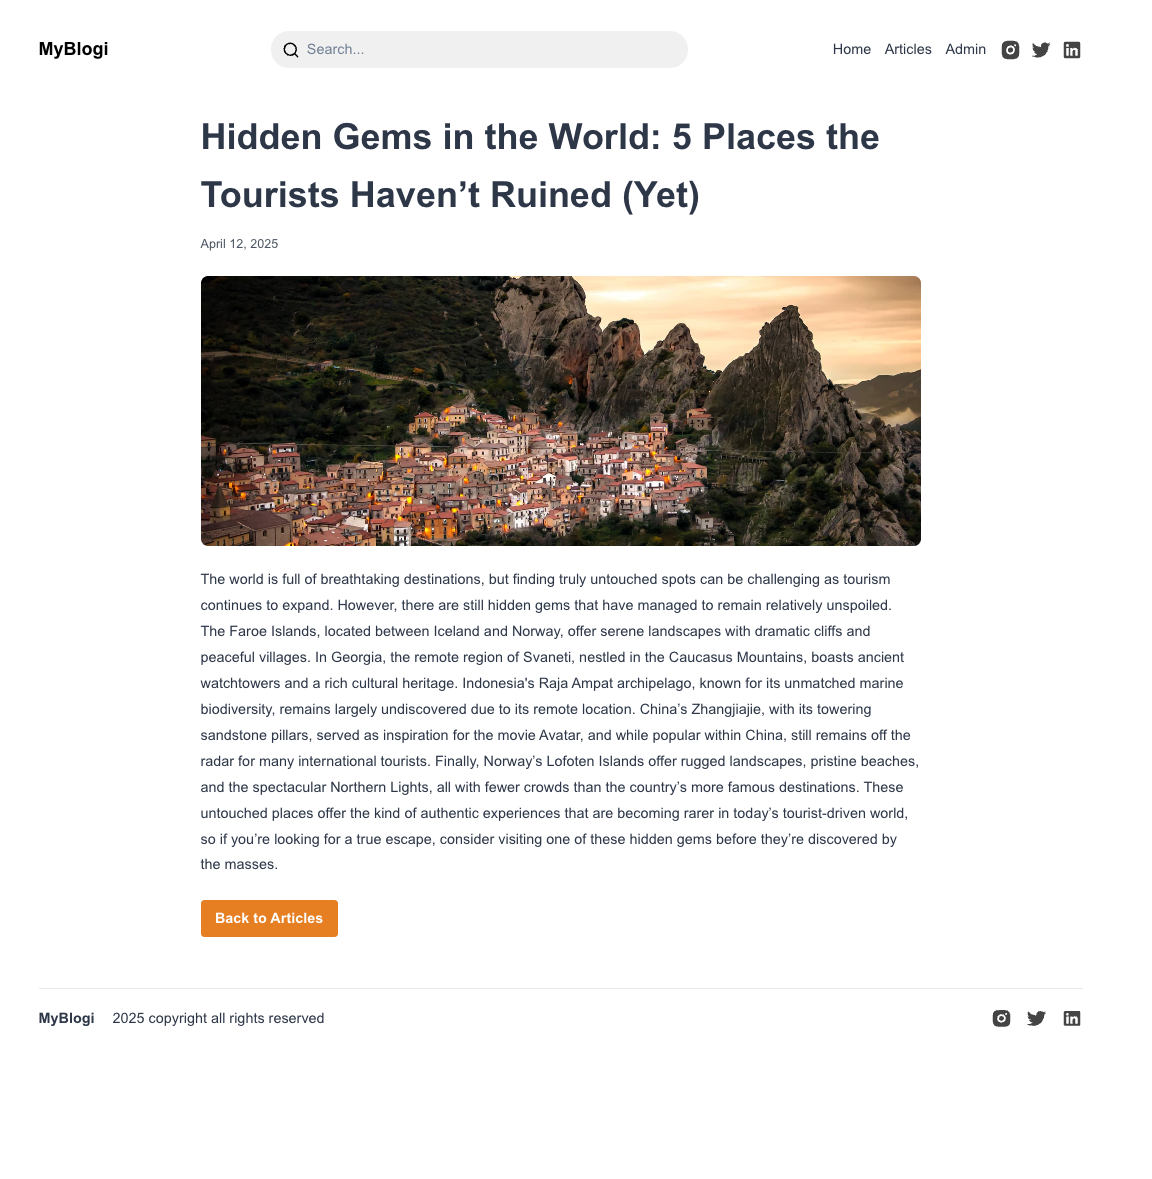 MyBlogi
Search...
Home Articles Admin
Hidden Gems in the World: 5 Places the
Tourists Haven’t Ruined (Yet)
April 12, 2025
The world is full of breathtaking destinations, but finding truly untouched spots can be challenging as tourism
continues to expand. However, there are still hidden gems that have managed to remain relatively unspoiled.
The Faroe Islands, located between Iceland and Norway, offer serene landscapes with dramatic cliffs and
peaceful villages. In Georgia, the remote region of Svaneti, nestled in the Caucasus Mountains, boasts ancient
watchtowers and a rich cultural heritage. Indonesia's Raja Ampat archipelago, known for its unmatched marine
biodiversity, remains largely undiscovered due to its remote location. China’s Zhangjiajie, with its towering
sandstone pillars, served as inspiration for the movie Avatar, and while popular within China, still remains off the
radar for many international tourists. Finally, Norway’s Lofoten Islands offer rugged landscapes, pristine beaches,
and the spectacular Northern Lights, all with fewer crowds than the country’s more famous destinations. These
untouched places offer the kind of authentic experiences that are becoming rarer in today’s tourist-driven world,
so if you’re looking for a true escape, consider visiting one of these hidden gems before they’re discovered by
the masses.
Back to Articles
MyBlogi 2025 copyright all rights reserved